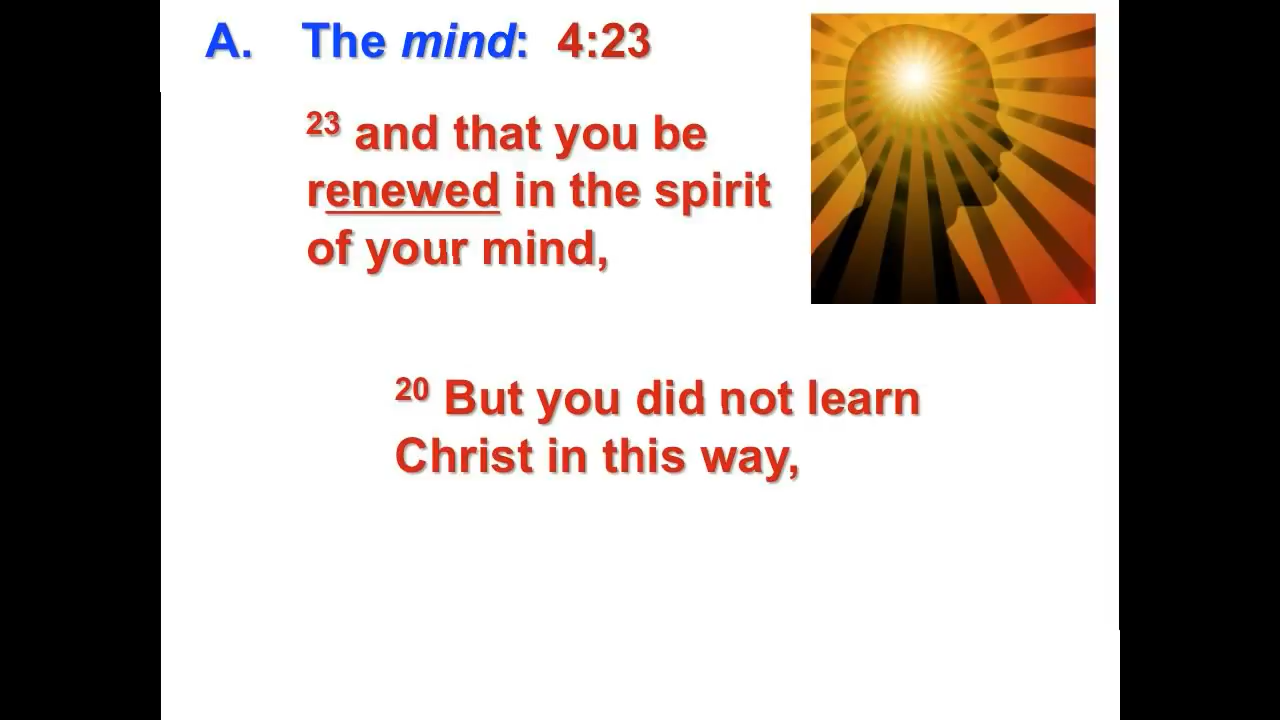 A. The mind: 4:23
23 and that you be
renewed in the spirit
of your mind,
20 But you did not learn
Christ in this way,